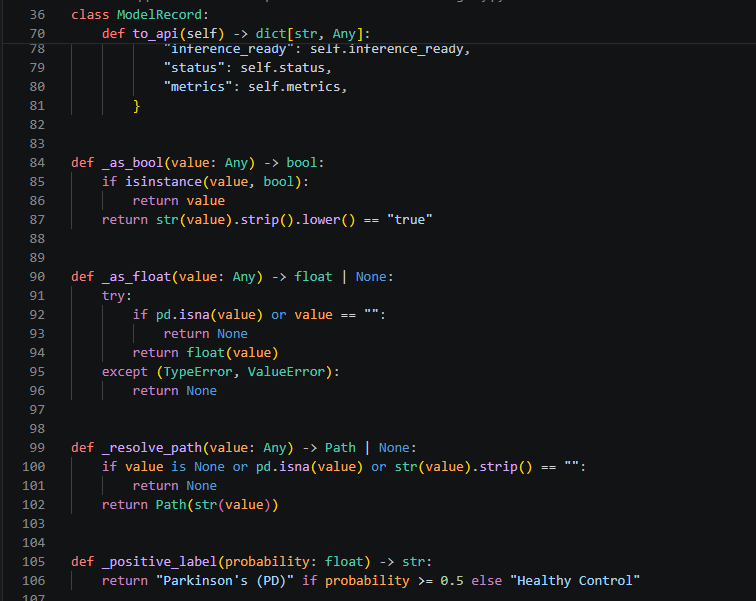 36 class ModelRecord:
70     def to_api(self) -> dict[str, Any]:
78             "inference_ready": self.inference_ready,
79             "status": self.status,
80             "metrics": self.metrics,
81         }
82
83
84 def _as_bool(value: Any) -> bool:
85     if isinstance(value, bool):
86         return value
87     return str(value).strip().lower() == "true"
88
89
90 def _as_float(value: Any) -> float | None:
91     try:
92         if pd.isna(value) or value == "":
93             return None
94         return float(value)
95     except (TypeError, ValueError):
96         return None
97
98
99 def _resolve_path(value: Any) -> Path | None:
100     if value is None or pd.isna(value) or str(value).strip() == "":
101         return None
102     return Path(str(value))
103
104
105 def _positive_label(probability: float) -> str:
106     return "Parkinson's (PD)" if probability >= 0.5 else "Healthy Control"
107